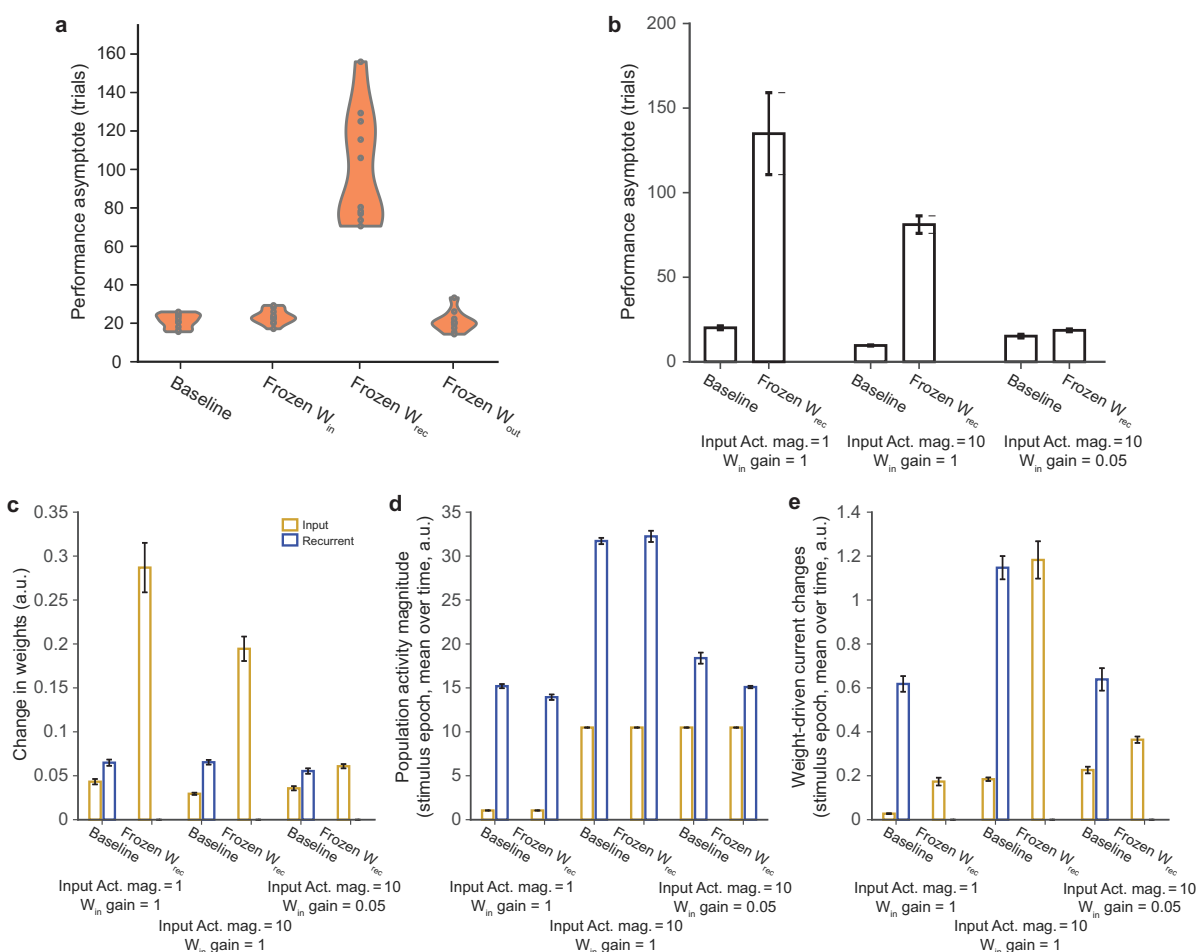 a
Performance asymptote (trials)
160
140
120
100
80
60
40
20
0
Baseline
Frozen W_in
Frozen W_rec
Frozen W_out
b
Performance asymptote (trials)
200
150
100
50
0
Baseline
Frozen W_rec
Baseline
Frozen W_rec
Baseline
Frozen W_rec
Input Act. mag. = 1
W_in gain = 1
Input Act. mag. = 10
W_in gain = 1
Input Act. mag. = 10
W_in gain = 0.05
c
Change in weights (a.u.)
0.35
0.3
0.25
0.2
0.15
0.1
0.05
0
Input
Recurrent
Baseline
Frozen W_rec
Baseline
Frozen W_rec
Baseline
Frozen W_rec
Input Act. mag. = 1
W_in gain = 1
Input Act. mag. = 10
W_in gain = 0.05
Input Act. mag. = 10
W_in gain = 1
d
Population activity magnitude
(stimulus epoch, mean over time, a.u.)
35
30
25
20
15
10
5
0
Baseline
Frozen W_rec
Baseline
Frozen W_rec
Baseline
Frozen W_rec
Input Act. mag. = 1
W_in gain = 1
Input Act. mag. = 10
W_in gain = 0.05
Input Act. mag. = 10
W_in gain = 1
e
Weight-driven current changes
(stimulus epoch, mean over time, a.u.)
1.4
1.2
1
0.8
0.6
0.4
0.2
0
Baseline
Frozen W_rec
Baseline
Frozen W_rec
Baseline
Frozen W_rec
Input Act. mag. = 1
W_in gain = 1
Input Act. mag. = 10
W_in gain = 0.05
Input Act. mag. = 10
W_in gain = 1